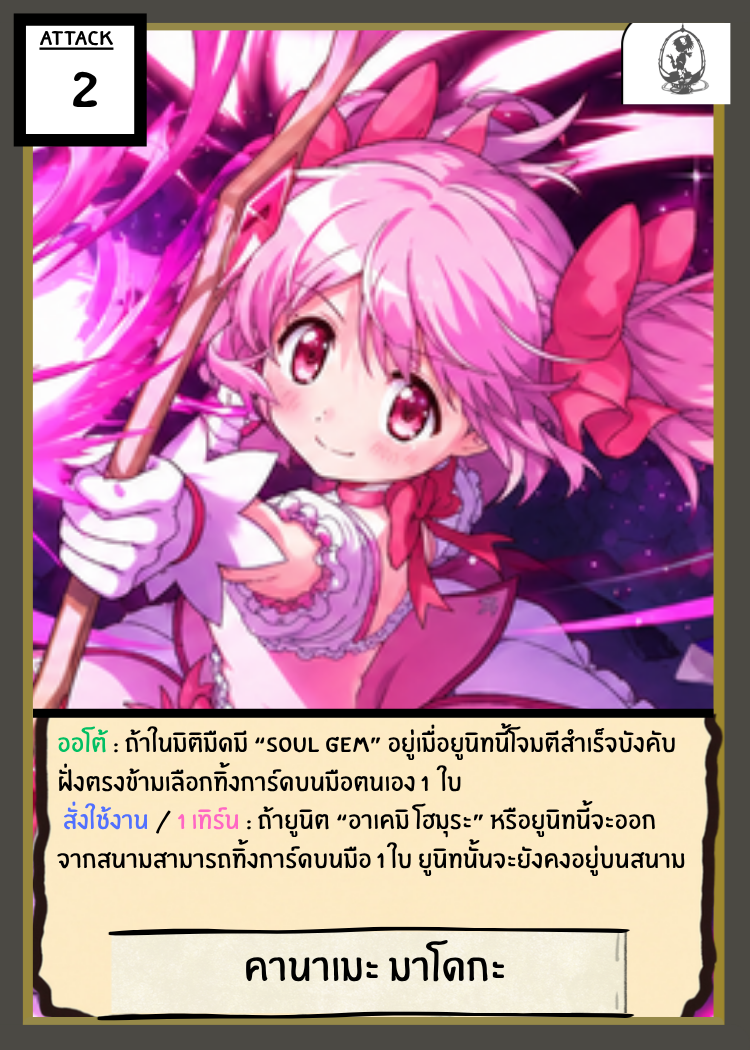 ATTACK
2
ออโต้ : ถ้าในมิติมืดมี “SOUL GEM” อยู่เมื่อยูนิทนี้โจมตีสำเร็จบังคับ
ฝั่งตรงข้ามเลือกทิ้งการ์ดบนมือตนเอง 1 ใบ
สั่งใช้งาน / 1 เทิร์น : ถ้ายูนิต “อาเคมิ โฮมุระ” หรือยูนิทนี้จะออก
จากสนามสามารถทิ้งการ์ดบนมือ 1 ใบ ยูนิทนั้นจะยังคงอยู่บนสนาม
คานาเมะ มาโดกะ